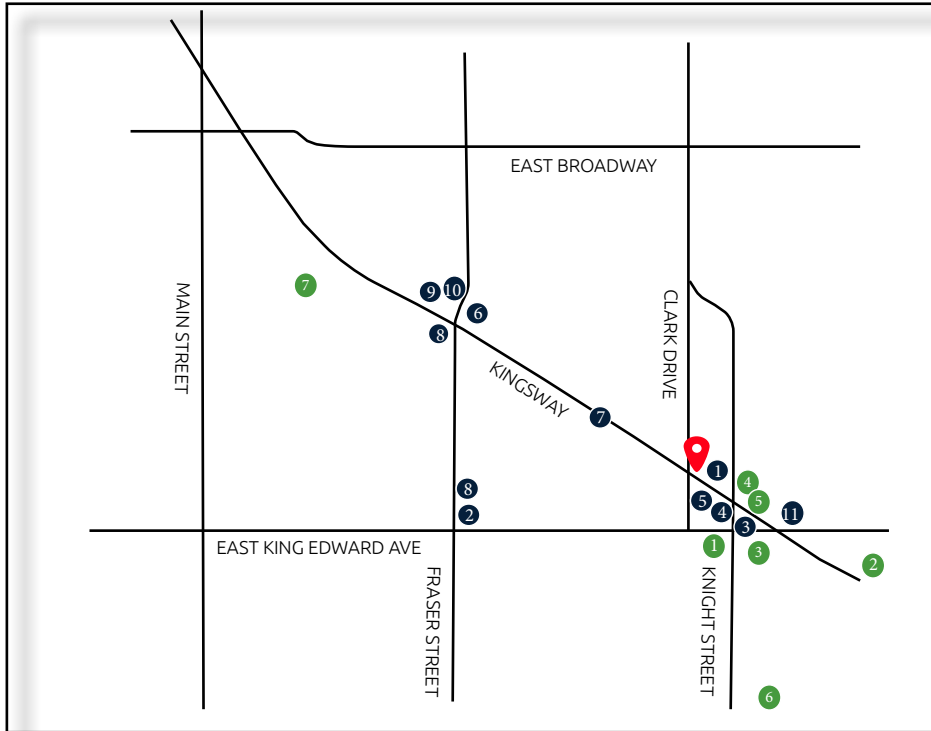 EAST BROADWAY
MAIN STREET
7
9
10
6
8
CLARK DRIVE
KINGSWAY
7
1
4
8
5
5
2
4
3
11
EAST KING EDWARD AVE
1
3
2
FRASER STREET
KNIGHT STREET
6